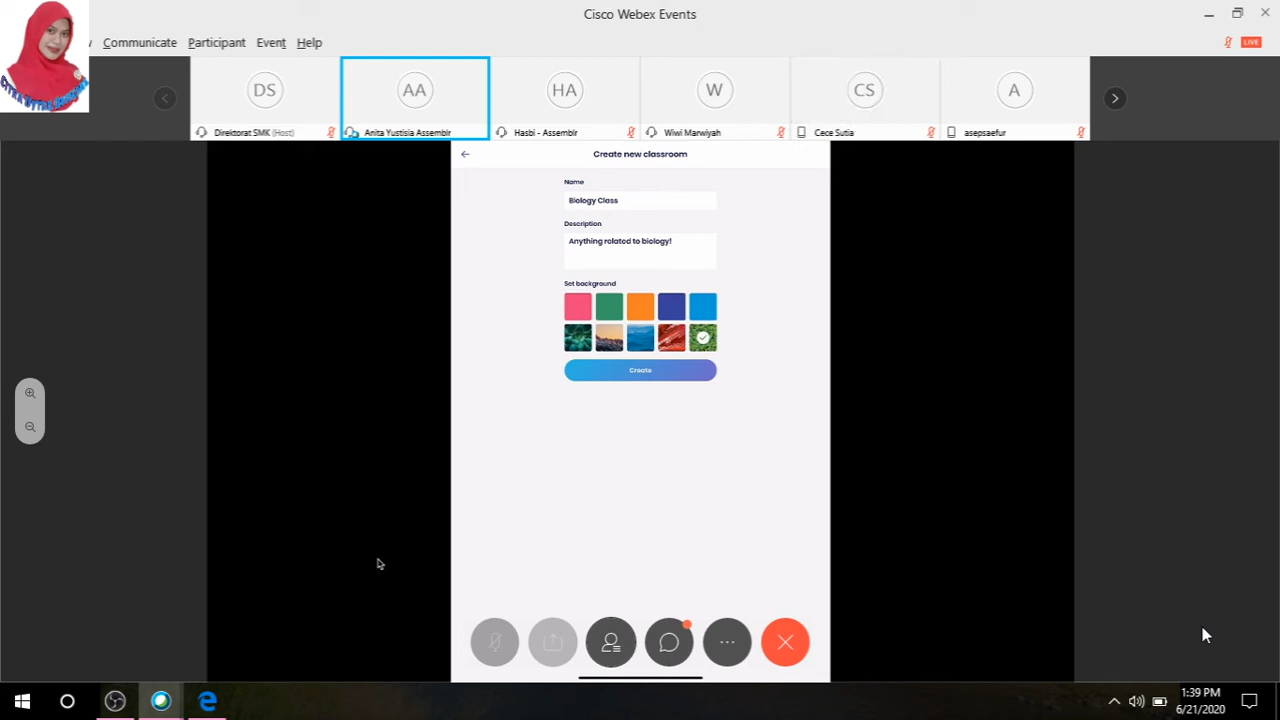 Cisco Webex Events
Communicate Participant Event Help
LIVE
DS
AA
HA
W
CS
A
Direktorat SMK (Host)
Anita Yustisia Assemblr
Hasbi - Assemblr
Wiwi Marwiyah
Cece Sutia
asepsaefur
Create new classroom
Name
Biology Class
Description
Anything related to biology!
Set background
Create
1:39 PM
6/21/2020